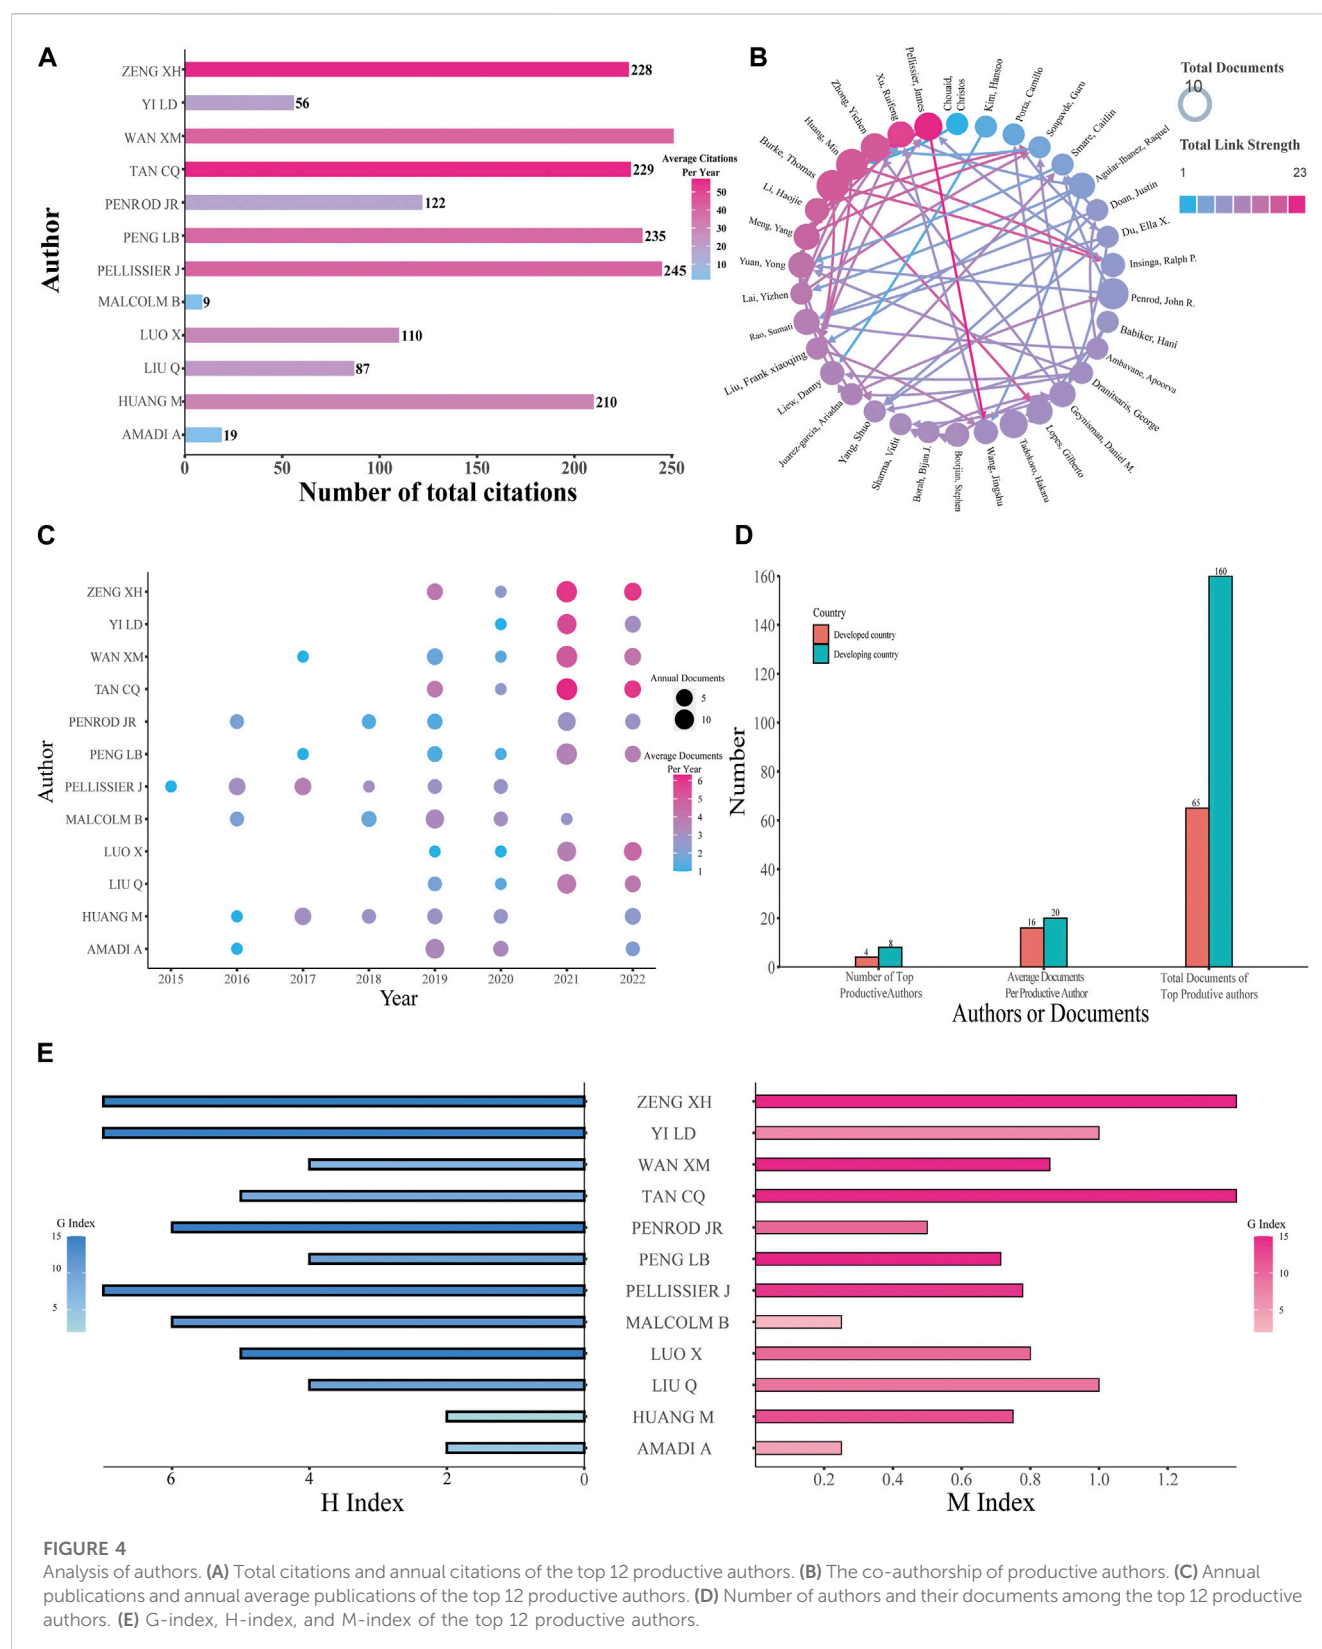 A
ZENG XH
228
YI LD
56
WAN XM
TAN CQ
229
PENROD JR
122
PENG LB
235
PELLISSIER J
245
MALCOLM B
9
LUO X
110
LIU Q
87
HUANG M
210
AMADI A
19
0 50 100 150 200 250
Number of total citations
Author
Average Citations
Per Year
50
40
30
20
10
B
Pellissier, James
Chouaid, Christos
Kim, Hansoo
Porta, Camillo
Sonpavde, Guru
Smare, Caitlin
Aguiar-Ibanez, Raquel
Doan, Justin
Du, Ella X.
Insinga, Ralph P.
Penrod, John R.
Babiker, Hani
Ambavane, Apoorva
Dranitsaris, George
Geynisman, Daniel M.
Lopes, Gilberto
Tadokoro, Hakaru
Wang, Jingshu
Boorjian, Stephen
Borah, Bijan J.
Sharma, Vidit
Yang, Shuo
Juarez-garcia, Ariadna
Liew, Danny
Liu, Frank xiaoqing
Rao, Sumati
Lai, Yizhen
Yuan, Yong
Meng, Yang
Li, Haojie
Burke, Thomas
Huang, Min
Zhong, Yichen
Xu, Ruifeng
Total Documents
10
Total Link Strength
1 23
C
ZENG XH
YI LD
WAN XM
TAN CQ
PENROD JR
PENG LB
PELLISSIER J
MALCOLM B
LUO X
LIU Q
HUANG M
AMADI A
Author
2015 2016 2017 2018 2019 2020 2021 2022
Year
Annual Documents
5
10
Average Documents
Per Year
6
5
4
3
2
1
D
160
140
120
100
80
60
40
20
0
Number
Country
Developed country
Developing country
4
8
16
20
65
160
Number of Top
ProductiveAuthors
Average Documents
Per Productive Author
Total Documents of
Top Produtive authors
Authors or Documents
E
ZENG XH
YI LD
WAN XM
TAN CQ
PENROD JR
PENG LB
PELLISSIER J
MALCOLM B
LUO X
LIU Q
HUANG M
AMADI A
G Index
15
10
5
6 4 2 0
H Index
0.2 0.4 0.6 0.8 1.0 1.2
M Index
G Index
15
10
5
FIGURE 4
Analysis of authors. (A) Total citations and annual citations of the top 12 productive authors. (B) The co-authorship of productive authors. (C) Annual
publications and annual average publications of the top 12 productive authors. (D) Number of authors and their documents among the top 12 productive
authors. (E) G-index, H-index, and M-index of the top 12 productive authors.